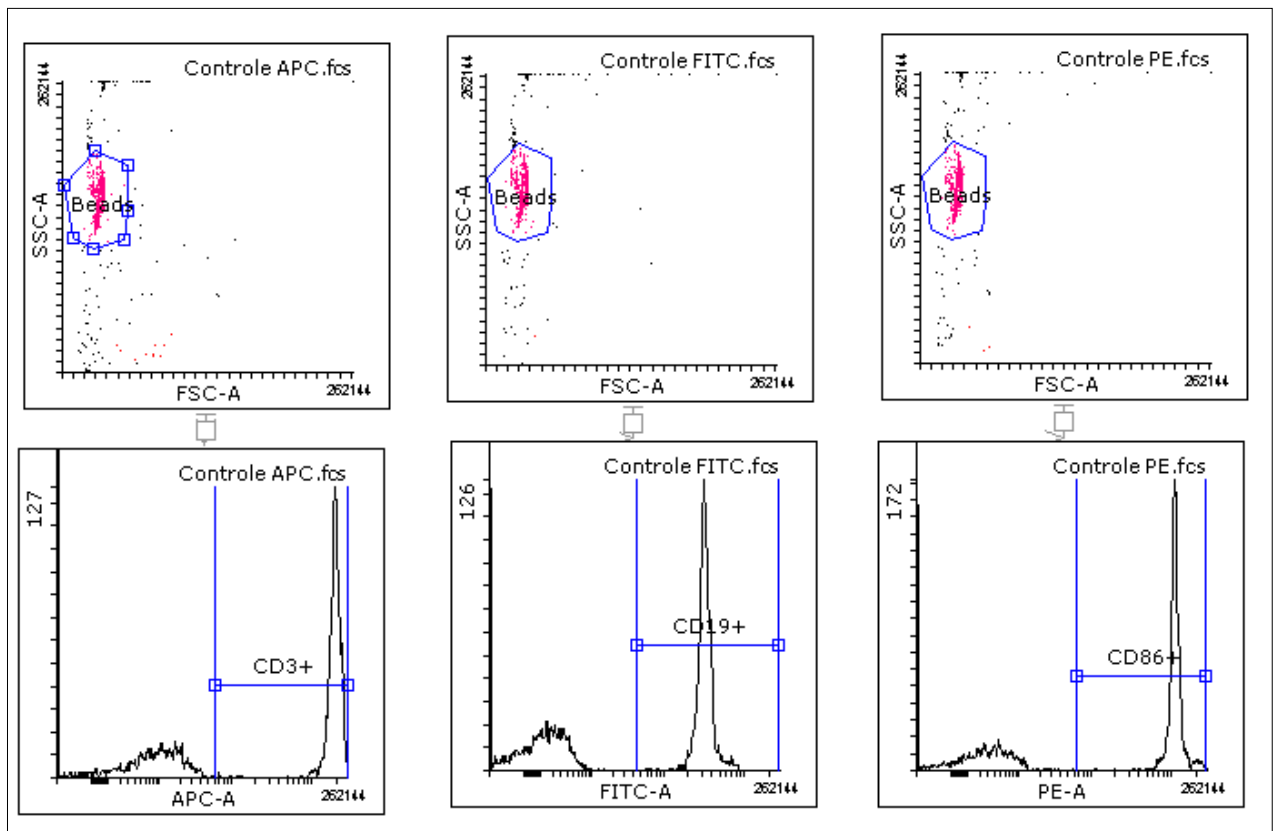 Controle APC.fcs
262144
SSC-A
Beads
FSC-A
262144
Controle FITC.fcs
262144
SSC-A
Beads
FSC-A
262144
Controle PE.fcs
262144
SSC-A
Beads
FSC-A
262144
Controle APC.fcs
127
CD3+
APC-A
262144
Controle FITC.fcs
126
CD19+
FITC-A
262144
Controle PE.fcs
172
CD86+
PE-A
262144